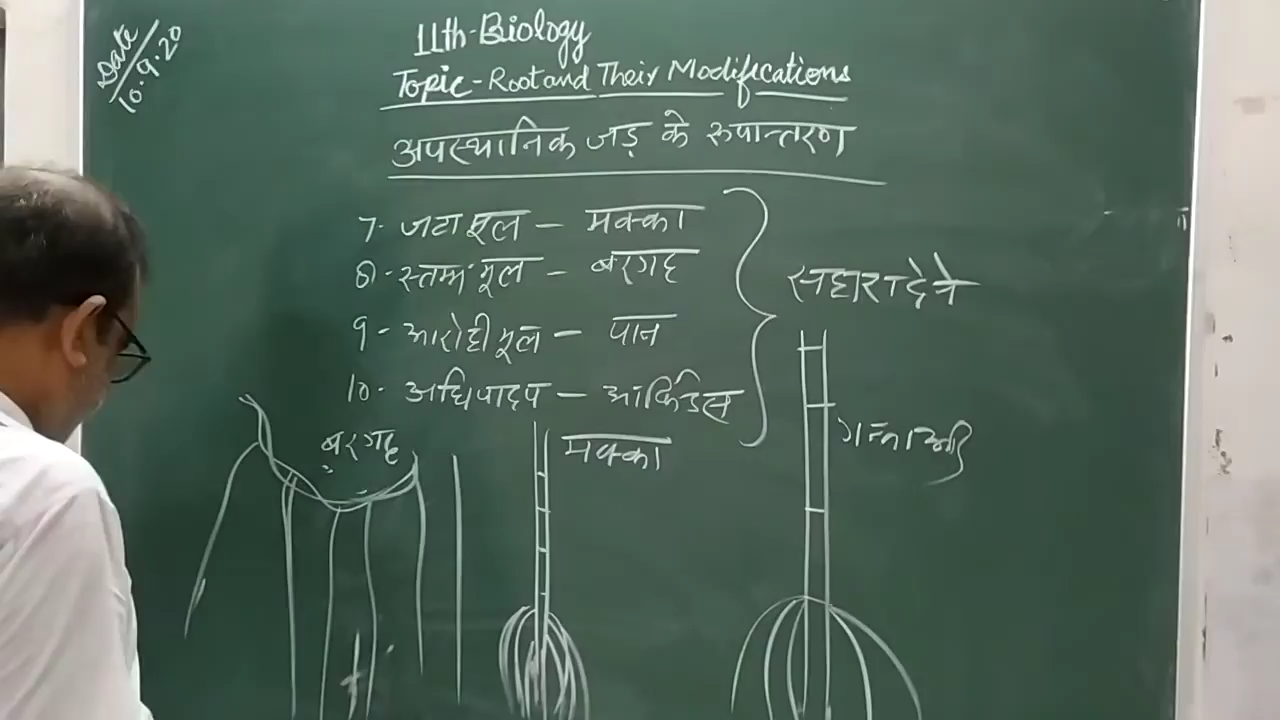 Date
10.9.20
11th-Biology
Topic-Root and Their Modifications
अपस्थानिक जड़ के रूपान्तरण
7- जटा मूल – मक्का
8- स्तम्भ मूल – बरगद
9- आरोही मूल – पान
10- अधिपादप – आर्किडस
सहारा देने
बरगद
मक्का
गन्ना आदि